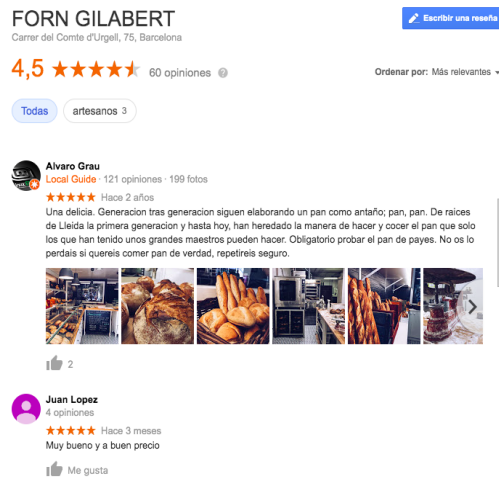 FORN GILABERT
Carrer del Comte d'Urgell, 75, Barcelona
Escribir una reseña
4,5 60 opiniones
Ordenar por: Más relevantes
Todas artesanos 3
Alvaro Grau
Local Guide · 121 opiniones · 199 fotos
Hace 2 años
Una delicia. Generacion tras generacion siguen elaborando un pan como antaño; pan, pan. De raices
de Lleida la primera generacion y hasta hoy, han heredado la manera de hacer y cocer el pan que solo
los que han tenido unos grandes maestros pueden hacer. Obligatorio probar el pan de payes. No os lo
perdais si quereis comer pan de verdad, repetireis seguro.
2
Juan Lopez
4 opiniones
Hace 3 meses
Muy bueno y a buen precio
Me gusta